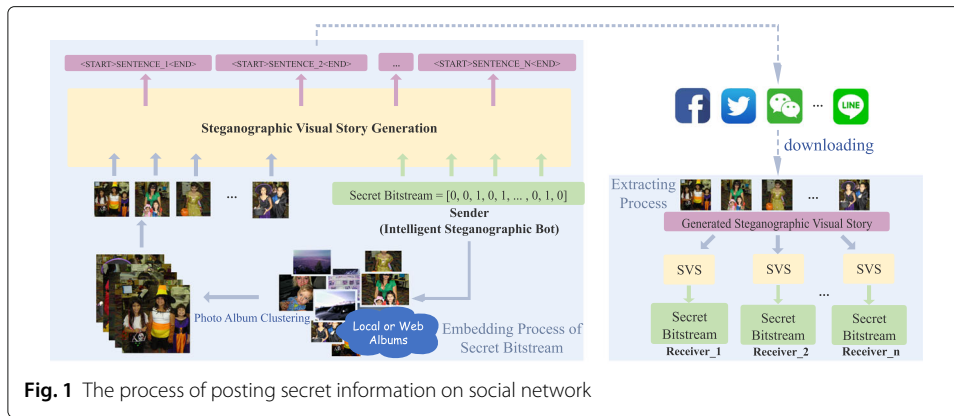 <START>SENTENCE_1<END>
<START>SENTENCE_2<END>
...
<START>SENTENCE_N<END>
Steganographic Visual Story Generation
...
Secret Bitstream = [0, 0, 1, 0, 1, ... , 0, 1, 0]
Sender
(Intelligent Steganographic Bot)
Photo Album Clustering
Local or Web
Albums
Embedding Process of
Secret Bitstream
...
LINE
downloading
Extracting
Process
...
Generated Steganographic Visual Story
SVS
SVS
SVS
...
Secret
Bitstream
Secret
Bitstream
Secret
Bitstream
Receiver_1
Receiver_2
Receiver_n
Fig. 1 The process of posting secret information on social network